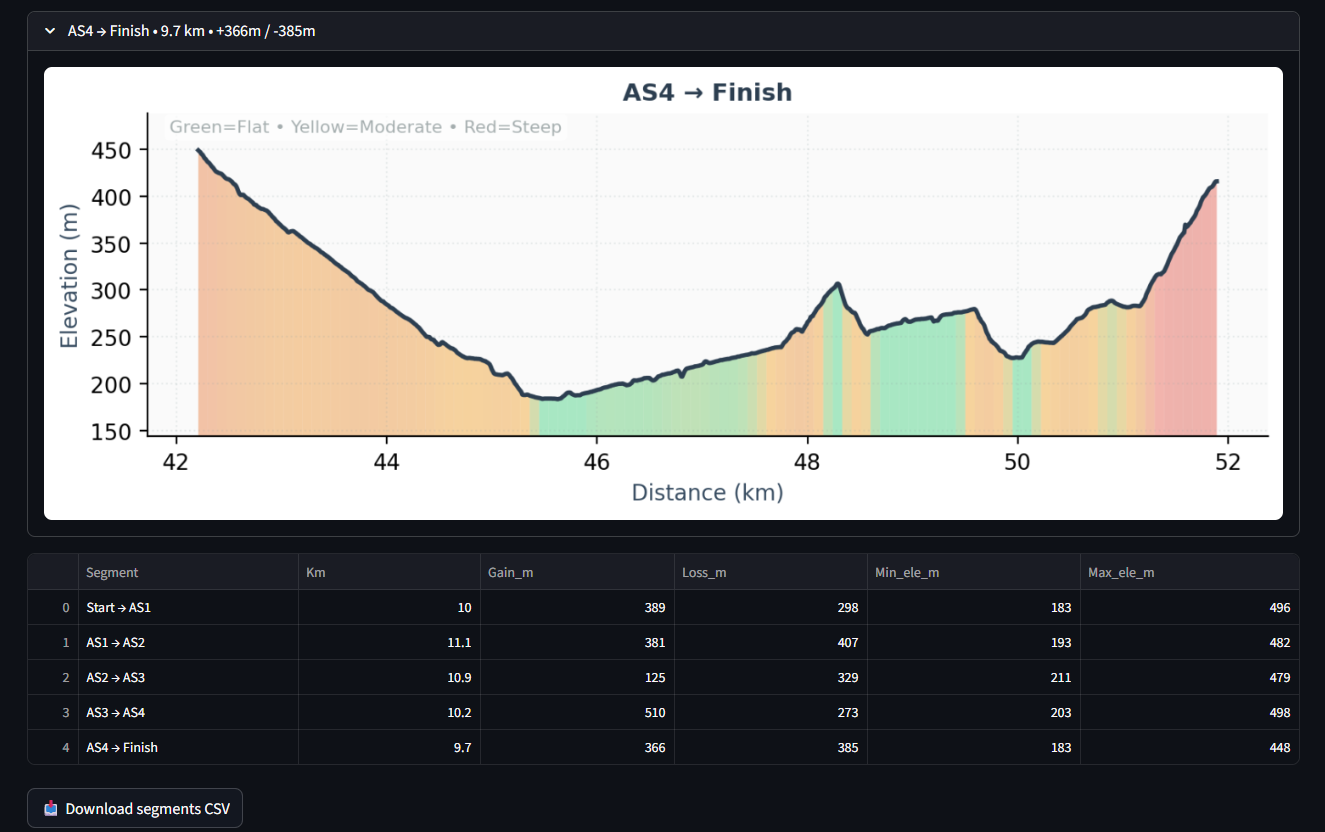 AS4 → Finish • 9.7 km • +366m / -385m
AS4 → Finish
Green=Flat • Yellow=Moderate • Red=Steep
450
400
350
300
250
200
150
Elevation (m)
42 44 46 48 50 52
Distance (km)
Segment Km Gain_m Loss_m Min_ele_m Max_ele_m
0 Start → AS1 10 389 298 183 496
1 AS1 → AS2 11.1 381 407 193 482
2 AS2 → AS3 10.9 125 329 211 479
3 AS3 → AS4 10.2 510 273 203 498
4 AS4 → Finish 9.7 366 385 183 448
Download segments CSV